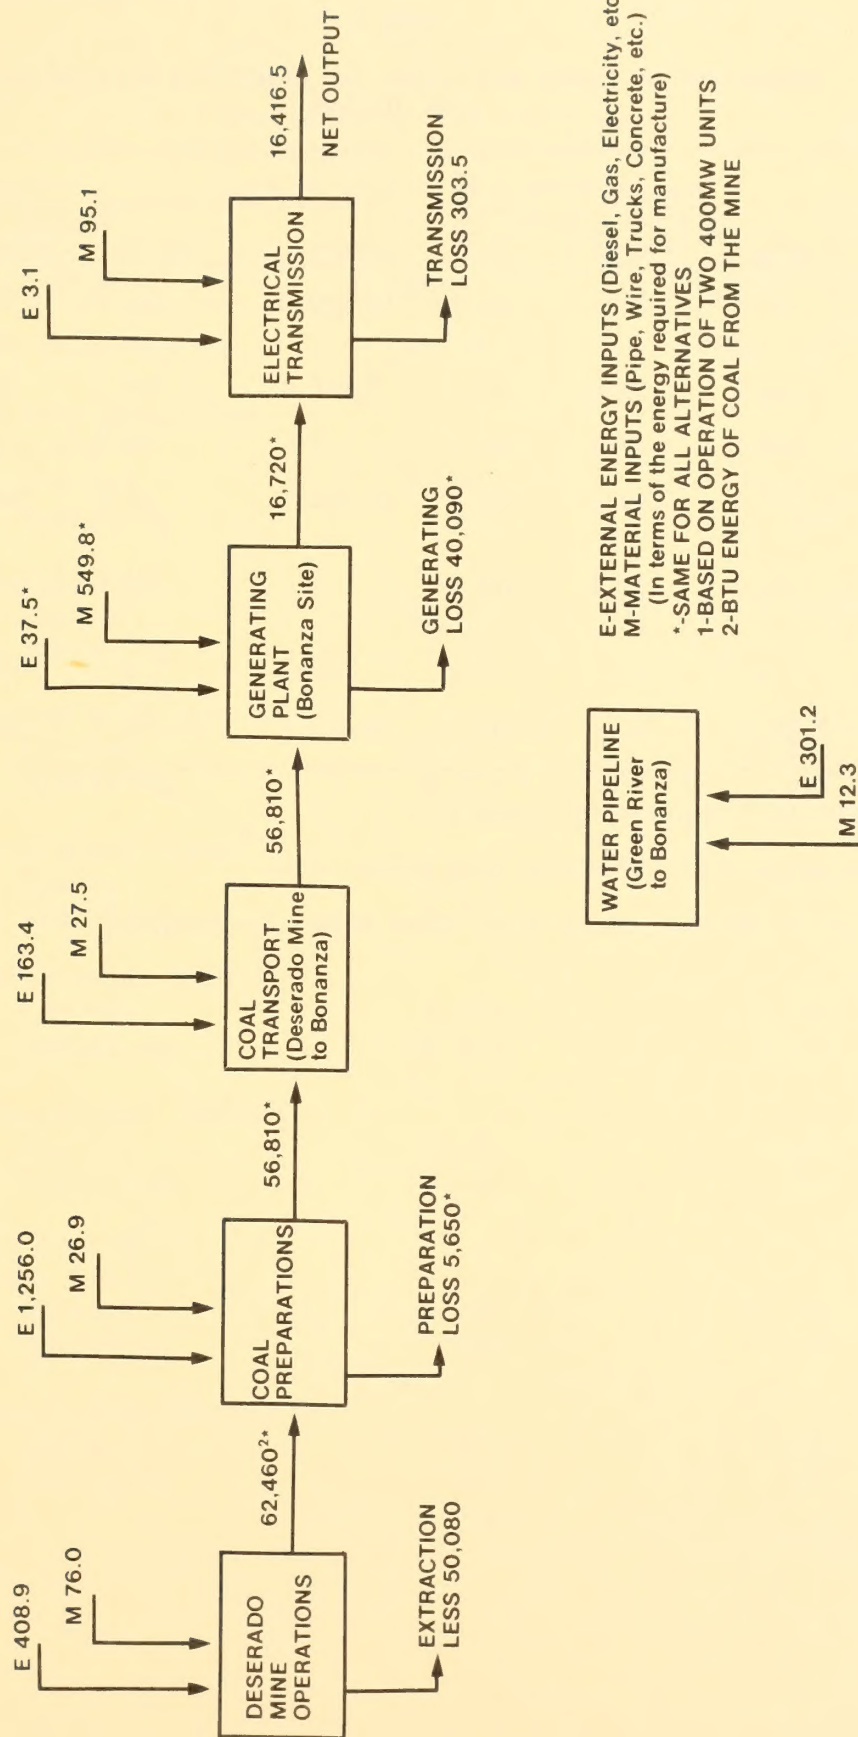 E 408.9
M 76.0
DESERADO
MINE
OPERATIONS
EXTRACTION
LESS 50,080
62,460²*
E 1,256.0
M 26.9
COAL
PREPARATIONS
PREPARATION
LOSS 5,650*
56,810*
E 163.4
M 27.5
COAL
TRANSPORT
(Deserado Mine
to Bonanza)
56,810*
E 37.5*
M 549.8*
GENERATING
PLANT
(Bonanza Site)
GENERATING
LOSS 40,090*
16,720*
E 3.1
M 95.1
ELECTRICAL
TRANSMISSION
TRANSMISSION
LOSS 303.5
16,416.5
NET OUTPUT
WATER PIPELINE
(Green River
to Bonanza)
E 301.2
M 12.3
E-EXTERNAL ENERGY INPUTS (Diesel, Gas, Electricity, etc
M-MATERIAL INPUTS (Pipe, Wire, Trucks, Concrete, etc.)
(In terms of the energy required for manufacture)
*-SAME FOR ALL ALTERNATIVES
1-BASED ON OPERATION OF TWO 400MW UNITS
2-BTU ENERGY OF COAL FROM THE MINE